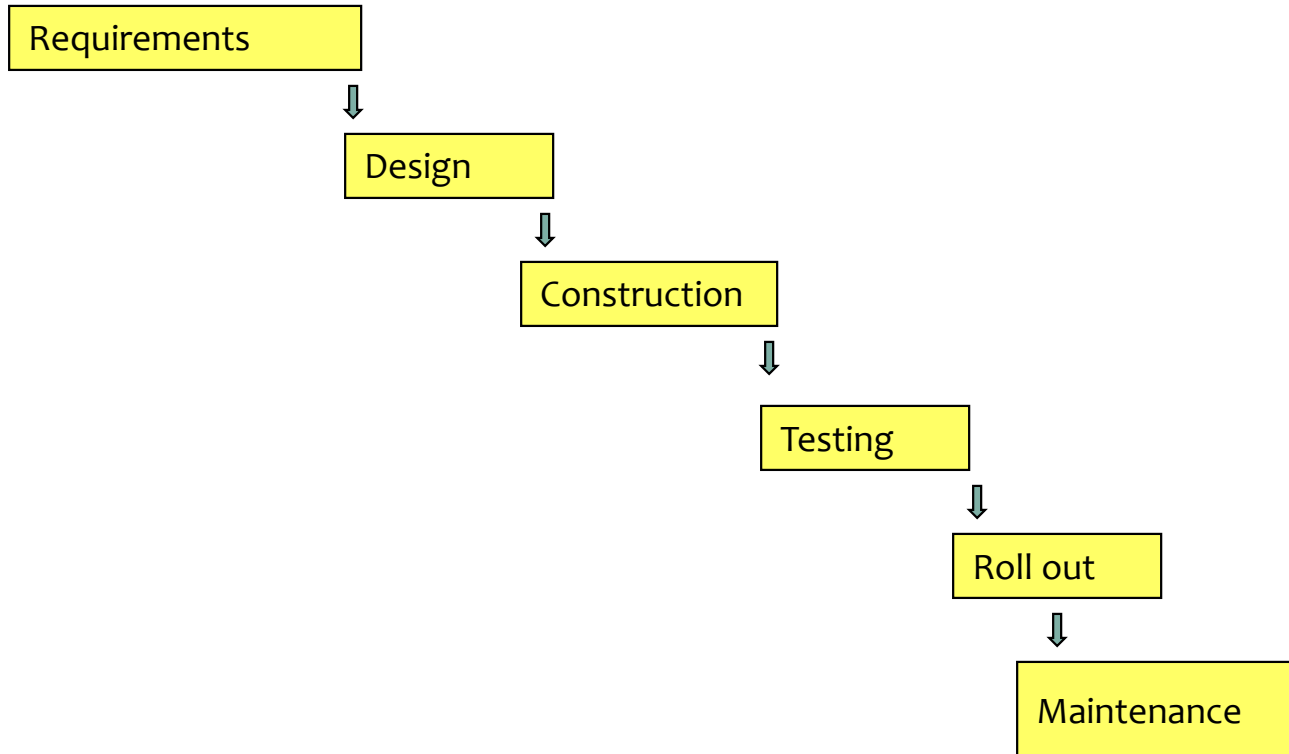 Requirements
Design
Construction
Testing
Roll out
Maintenance